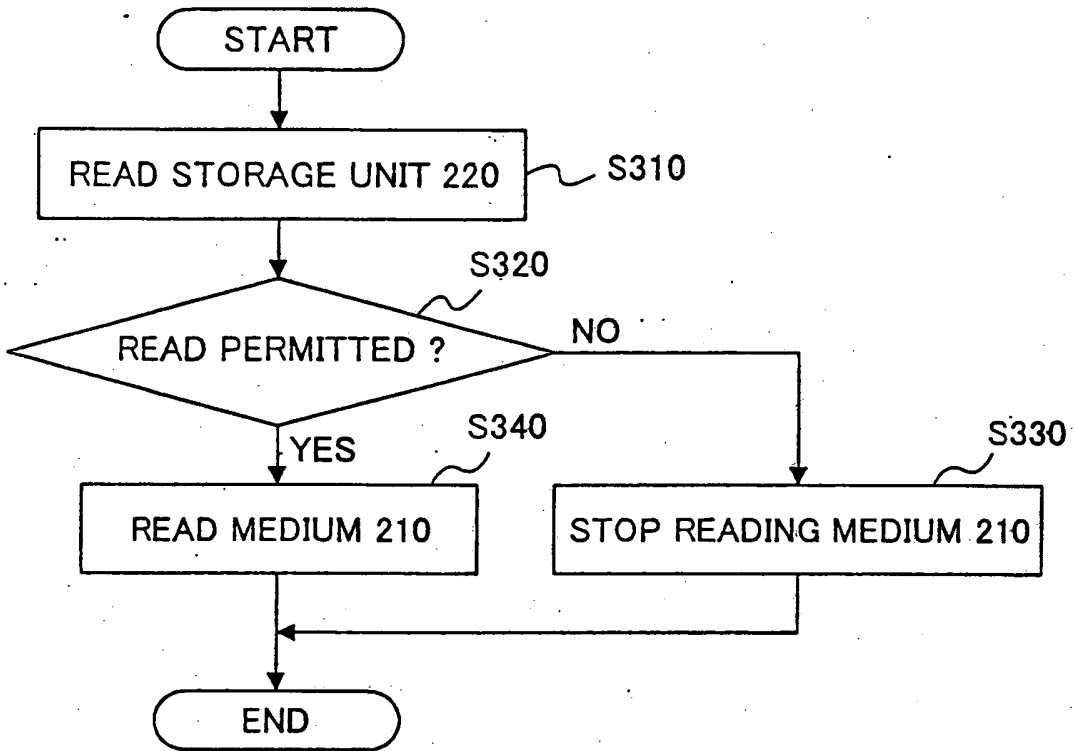 START
READ STORAGE UNIT 220
S310
S320
READ PERMITTED ?
NO
YES
S340
S330
READ MEDIUM 210
STOP READING MEDIUM 210
END